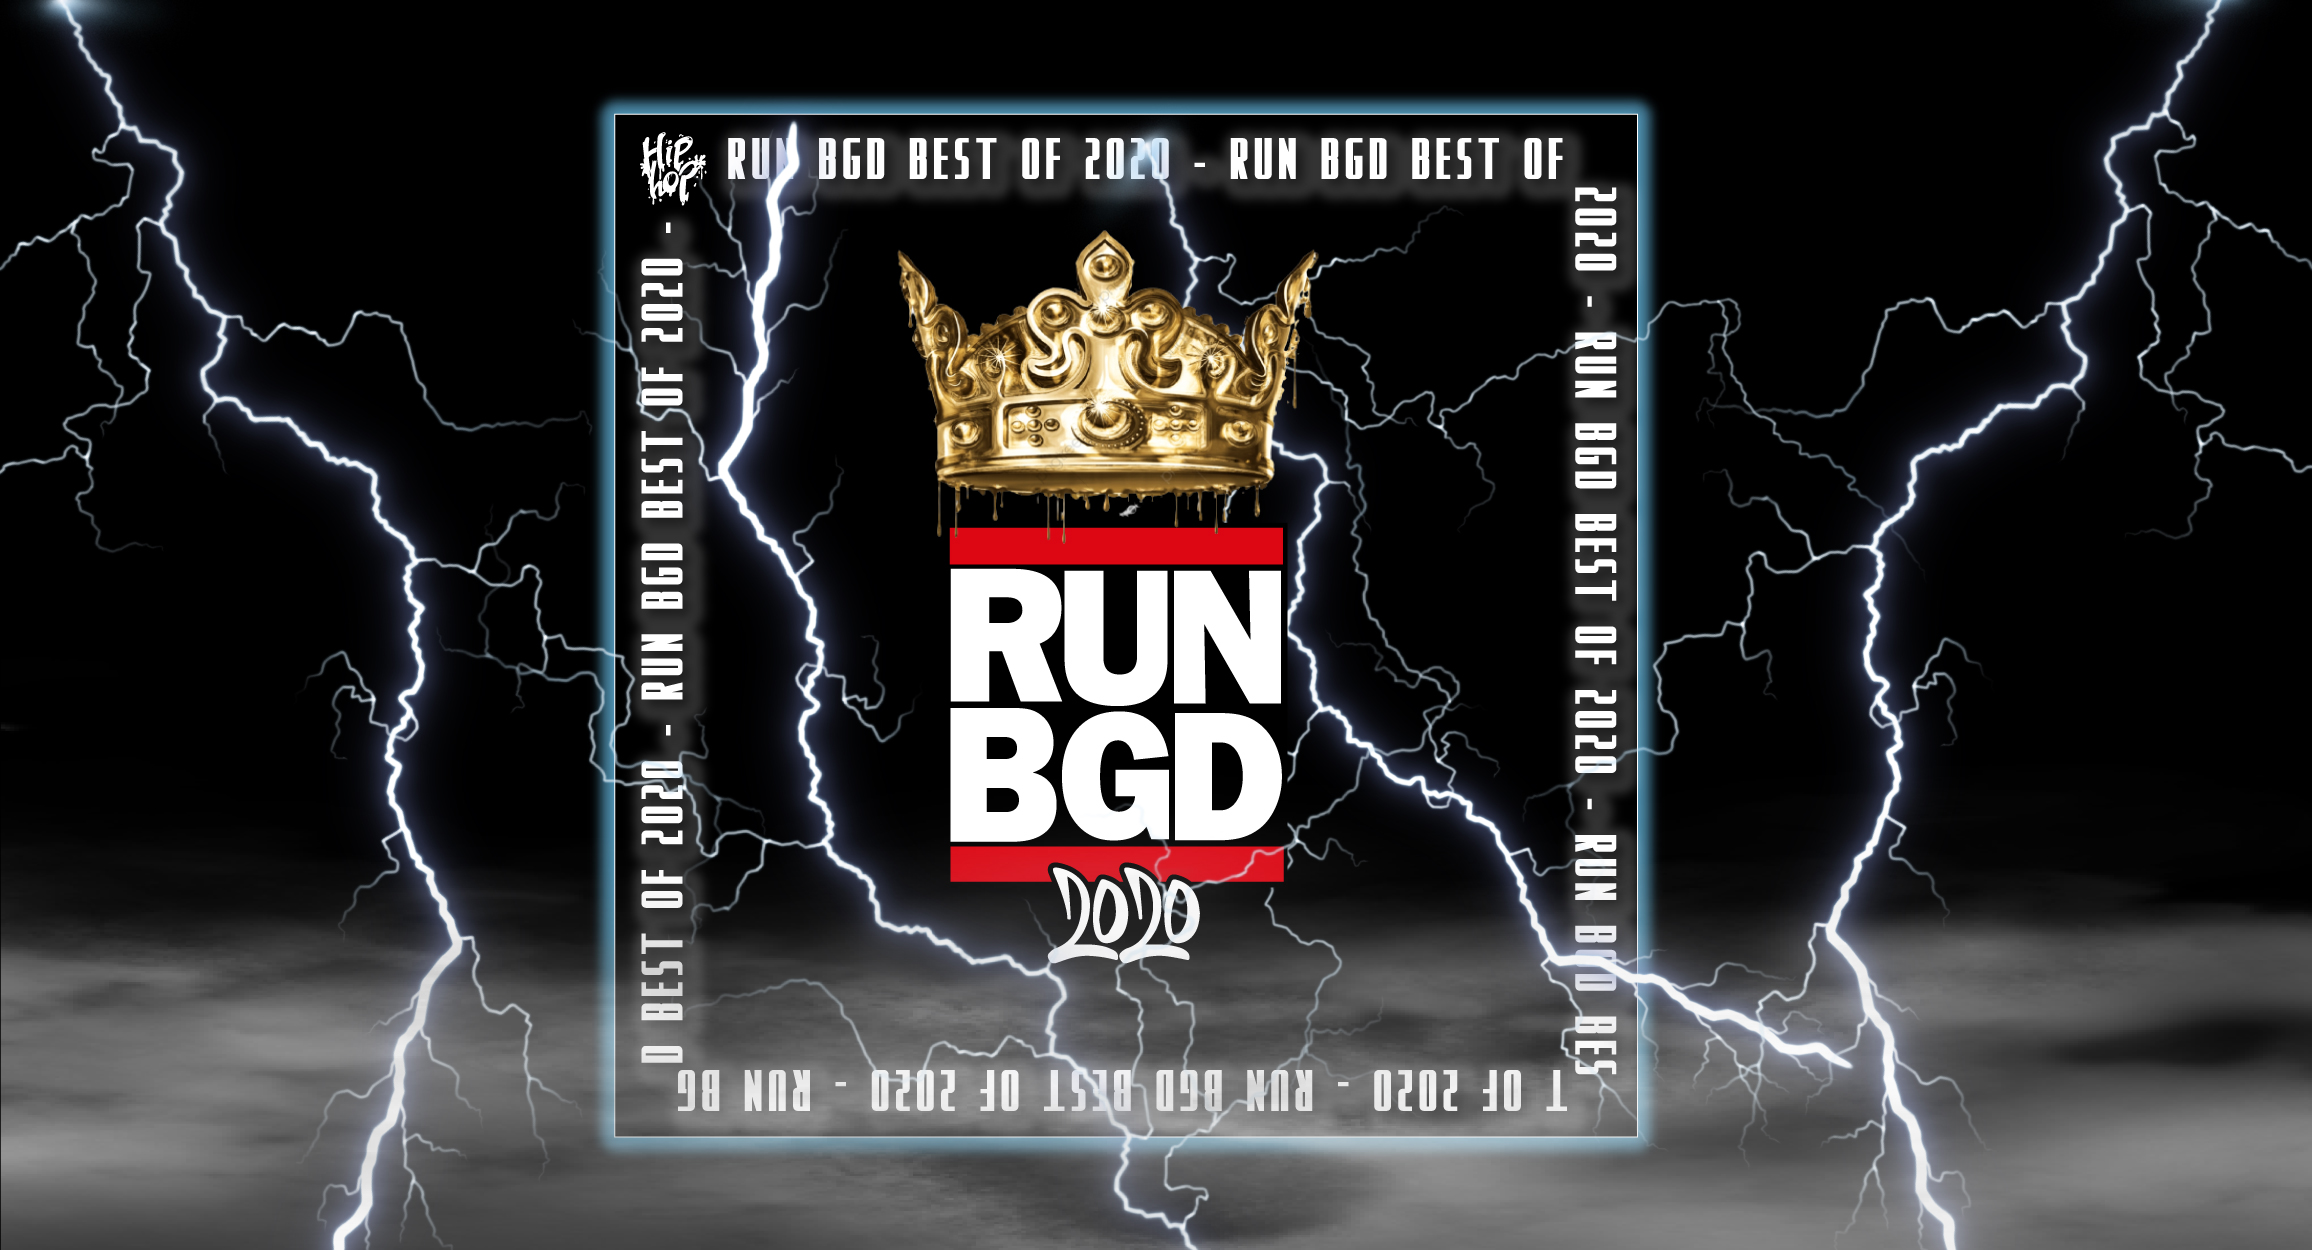 Hip
hop
RUN BGD BEST OF 2020 - RUN BGD BEST OF
2020 - RUN BGD BEST OF 2020 - RUN BGD BES
T OF 2020 - RUN BGD BEST OF 2020 - RUN BG
D BEST OF 2020 - RUN BGD BEST OF 2020 -
RUN
BGD
2020